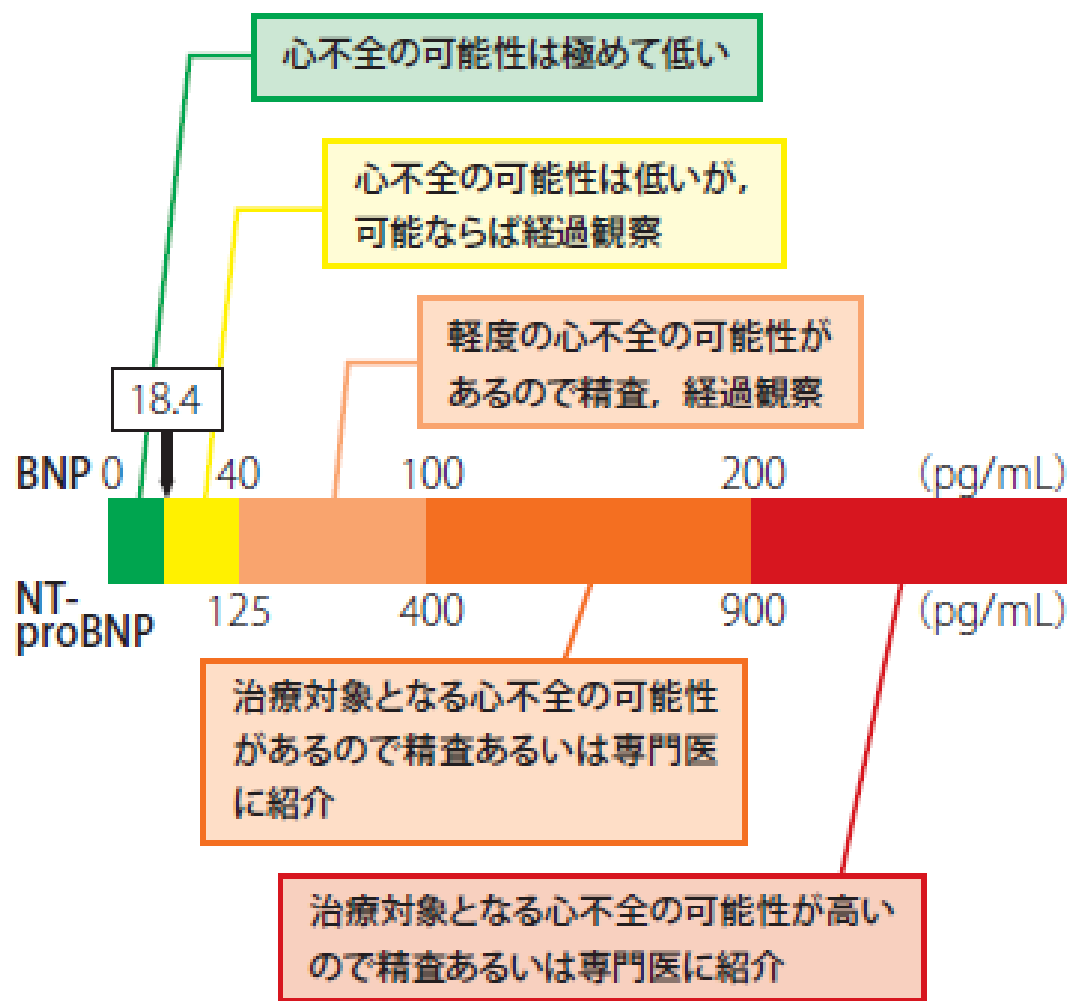 心不全の可能性は極めて低い
心不全の可能性は低いが,
可能ならば経過観察
軽度の心不全の可能性が
あるので精査, 経過観察
18.4
BNP 0 40 100 200 (pg/mL)
NT-
proBNP 125 400 900 (pg/mL)
治療対象となる心不全の可能性
があるので精査あるいは専門医
に紹介
治療対象となる心不全の可能性が高い
ので精査あるいは専門医に紹介